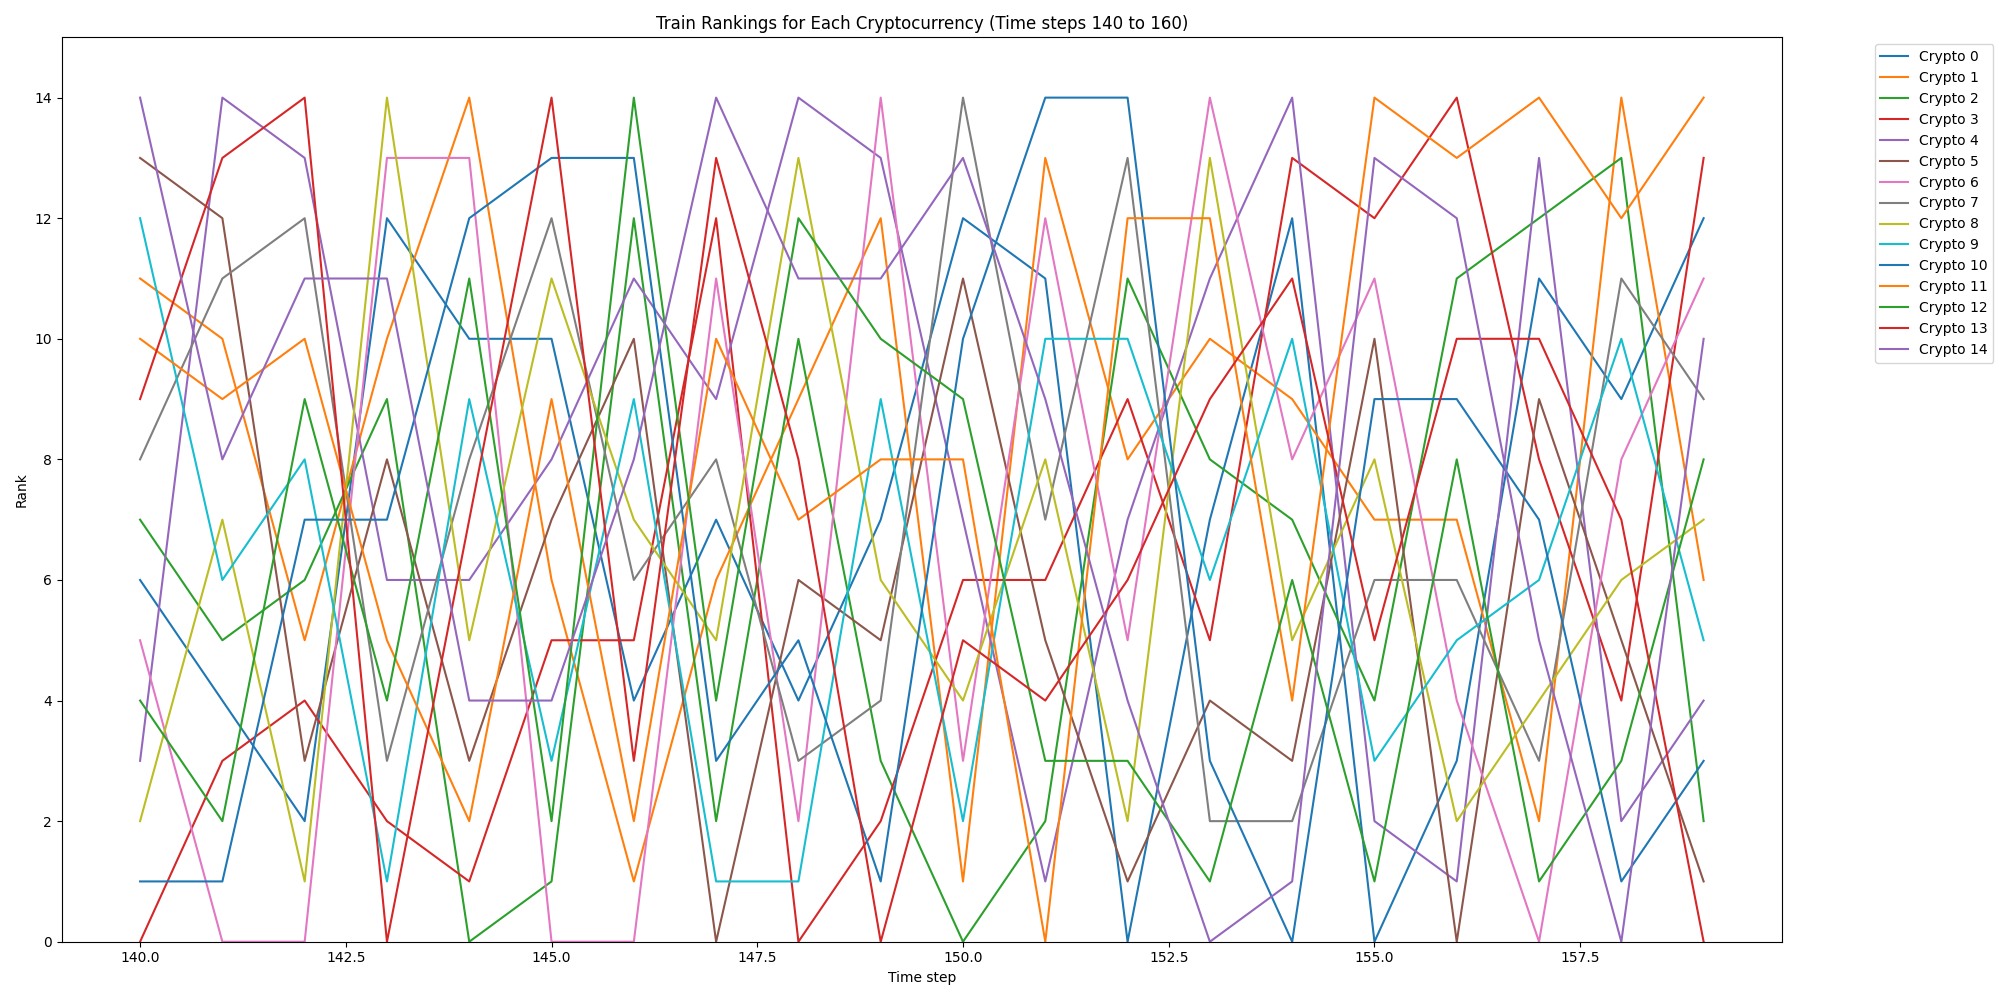 Train Rankings for Each Cryptocurrency (Time steps 140 to 160)
Rank
14
12
10
8
6
4
2
0
140.0
142.5
145.0
147.5
150.0
152.5
155.0
157.5
Time step
Crypto 0
Crypto 1
Crypto 2
Crypto 3
Crypto 4
Crypto 5
Crypto 6
Crypto 7
Crypto 8
Crypto 9
Crypto 10
Crypto 11
Crypto 12
Crypto 13
Crypto 14